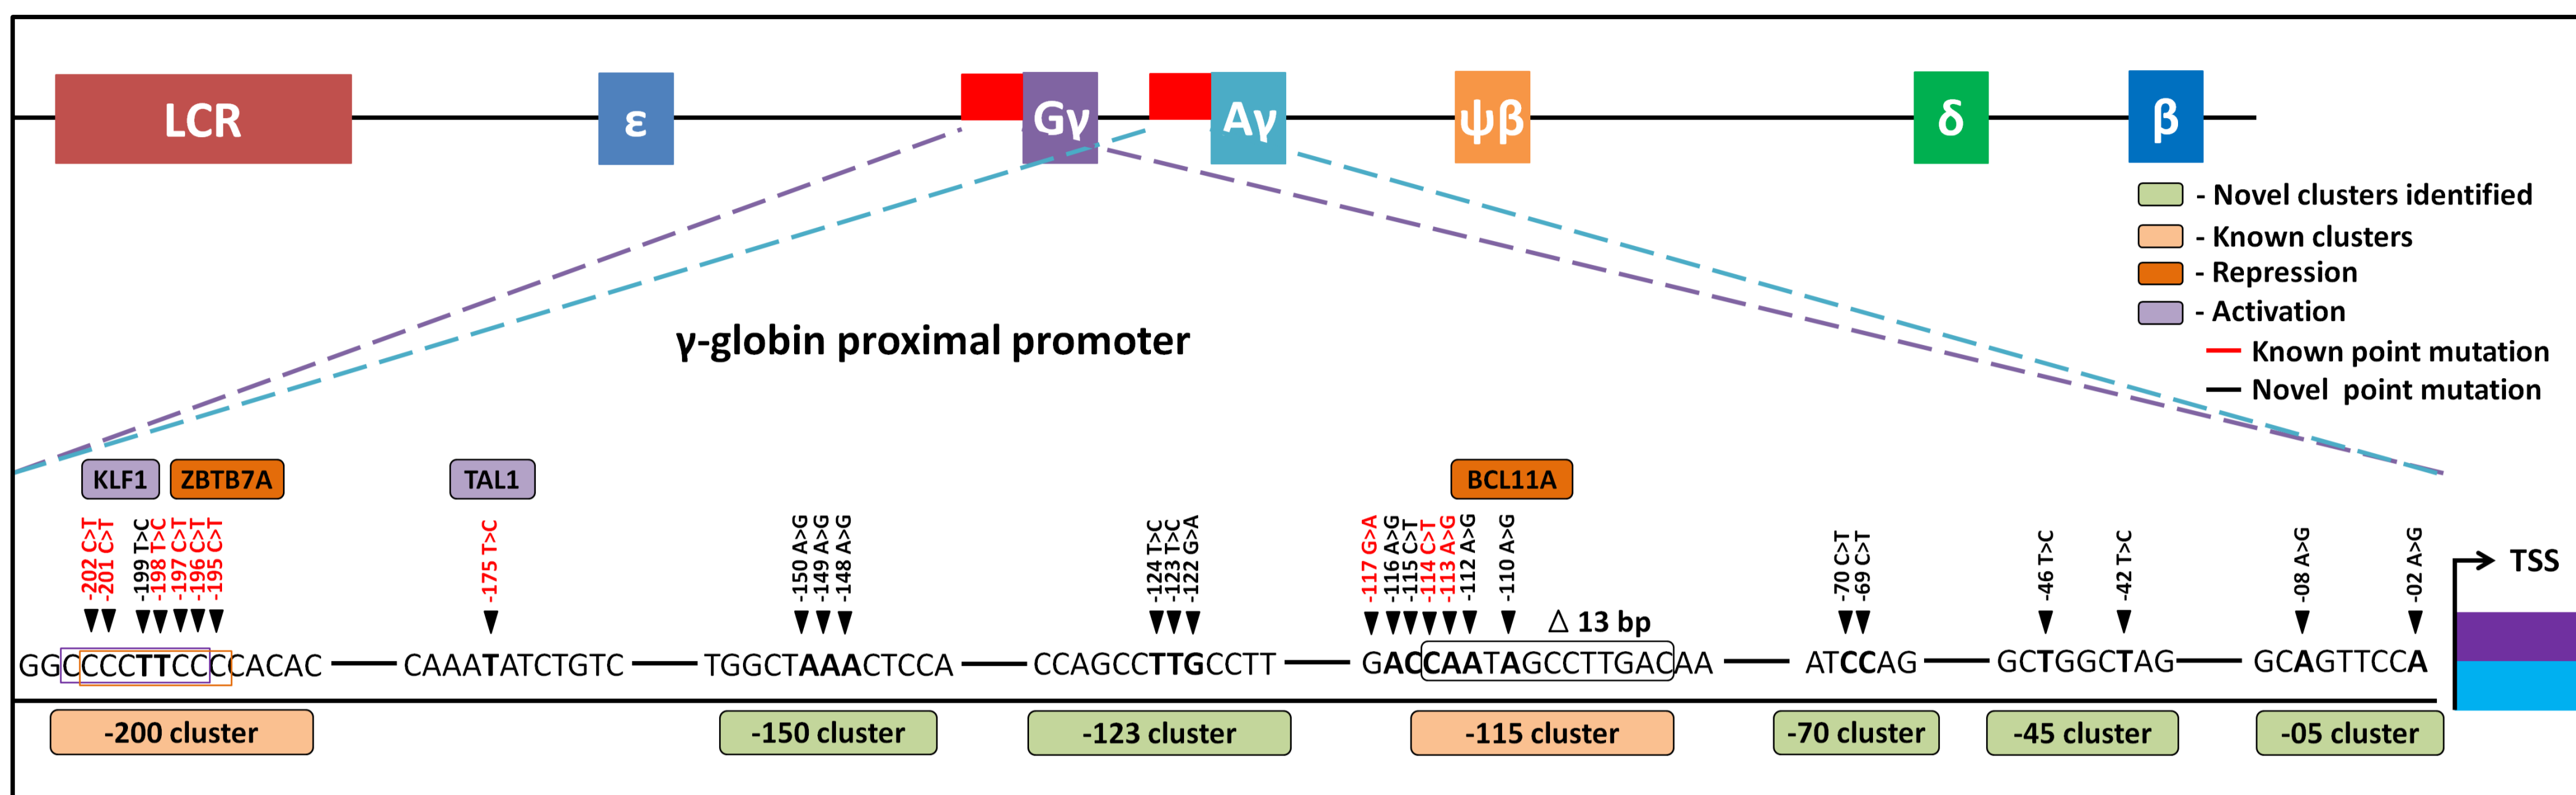 LCR ε Gγ Aγ ψβ δ β
- Novel clusters identified
- Known clusters
- Repression
- Activation
γ-globin proximal promoter
Known point mutation
Novel point mutation
KLF1 ZBTB7A TAL1 BCL11A
-202 C>T
-201 C>T
-199 T>C
-198 T>C
-197 C>T
-196 C>T
-195 C>T
-175 T>C
-150 A>G
-149 A>G
-148 A>G
-124 T>C
-123 T>C
-122 G>A
-117 G>A
-116 A>G
-115 C>T
-114 C>T
-113 A>G
-112 A>G
-110 A>G
-70 C>T
-69 C>T
-46 T>C
-42 T>C
-08 A>G
-02 A>G
TSS
△ 13 bp
GGCCCCTTCCCCACAC CAAATATCTGTC TGGCTAAACTCCA CCAGCCTTGCCTT GACCAATAGCCTTGACAA ATCCAG GCTGGCTAG GCAGTTCCA
-200 cluster -150 cluster -123 cluster -115 cluster -70 cluster -45 cluster -05 cluster